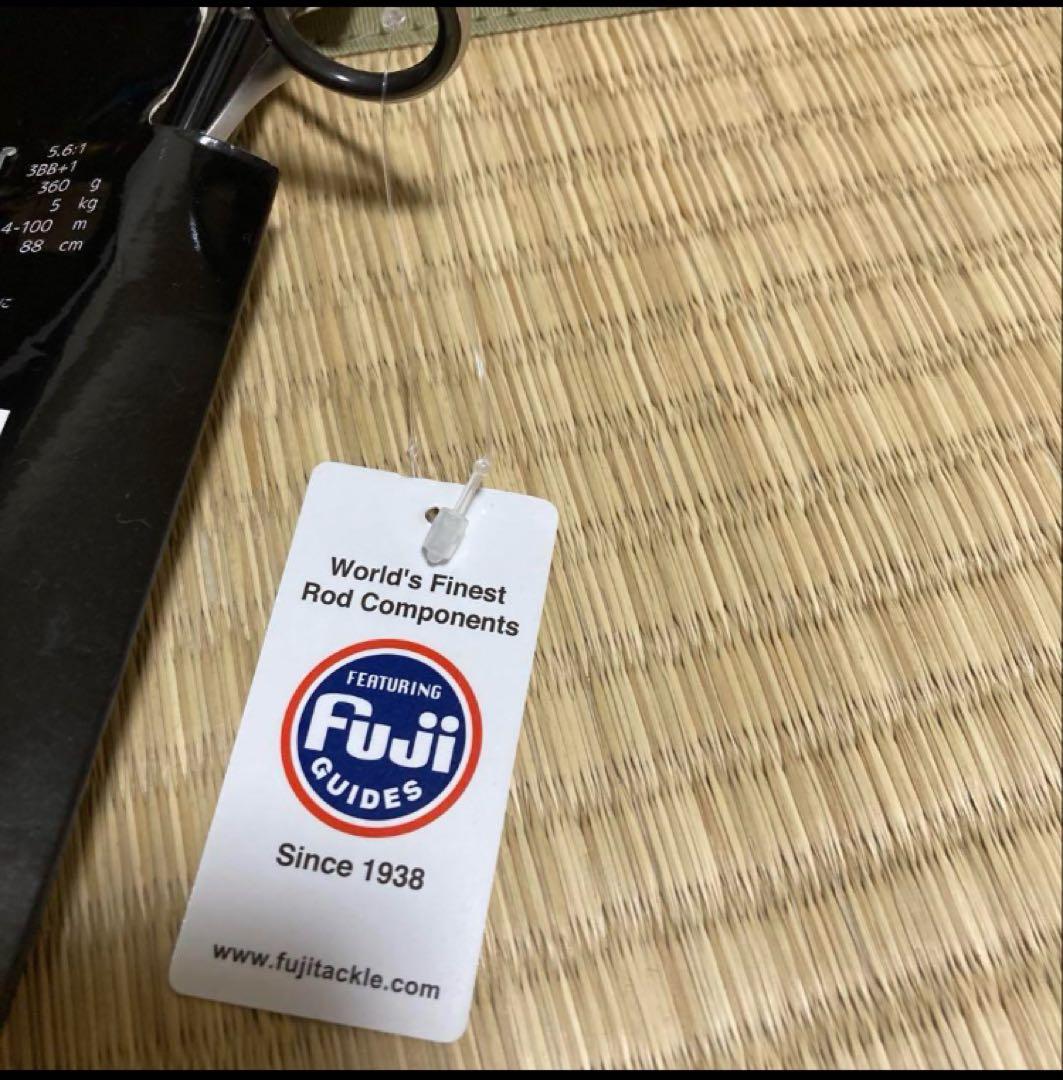 5.6:1
3BB+1
360 g
5 kg
4-100 m
88 cm
に
World's Finest
Rod Components
FEATURING
Fuji
GUIDES
Since 1938
www.fujitackle.com